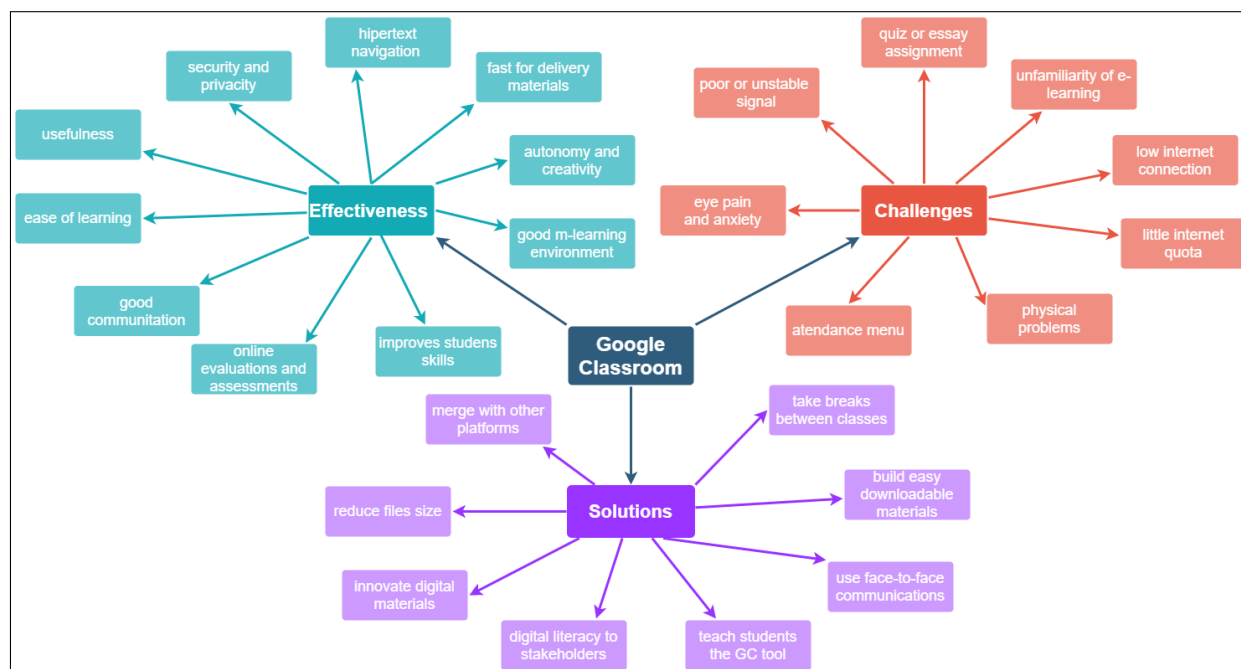 hipertext
navigation
quiz or essay
assignment
security and
privacity
fast for delivery
materials
poor or unstable
signal
unfamiliarity of e-
learning
usefulness
autonomy and
creativity
low internet
connection
ease of learning
Effectiveness
good m-learning
environment
eye pain
and anxiety
Challenges
little internet
quota
good
communitation
online
evaluations and
assessments
improves studens
skills
Google
Classroom
atendance menu
physical
problems
merge with other
platforms
take breaks
between classes
reduce files size
Solutions
build easy
downloadable
materials
innovate digital
materials
use face-to-face
communications
digital literacy to
stakeholders
teach students
the GC tool